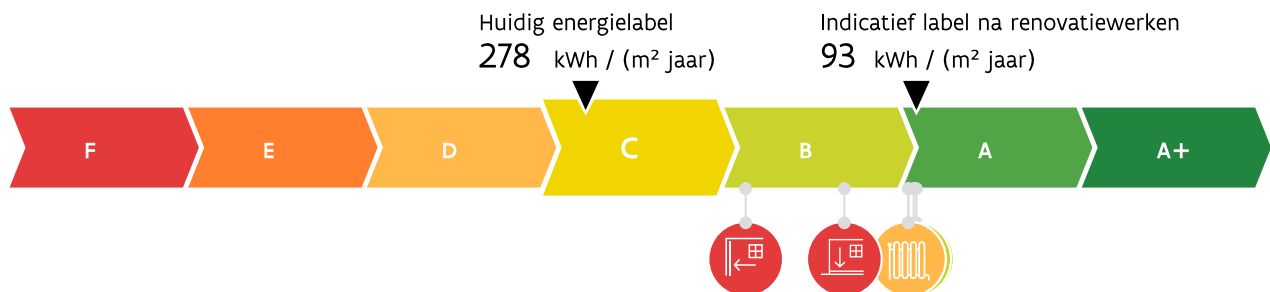 Huidig energielabel
278 kWh / (m² jaar)
Indicatief label na renovatiewerken
93 kWh / (m² jaar)
F E D C B A A+